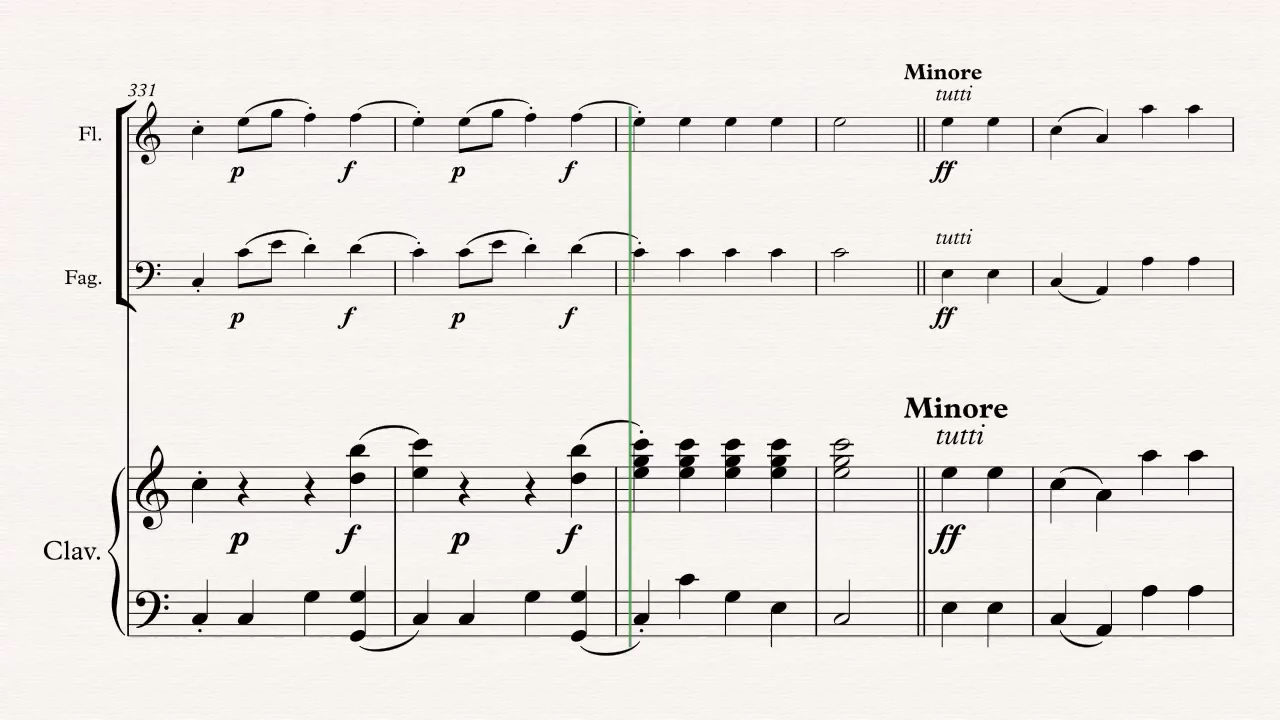 Minore
331
tutti
Fl.
p f p f ff
tutti
Fag.
p f p f ff
Minore
tutti
p f p f ff
Clav.